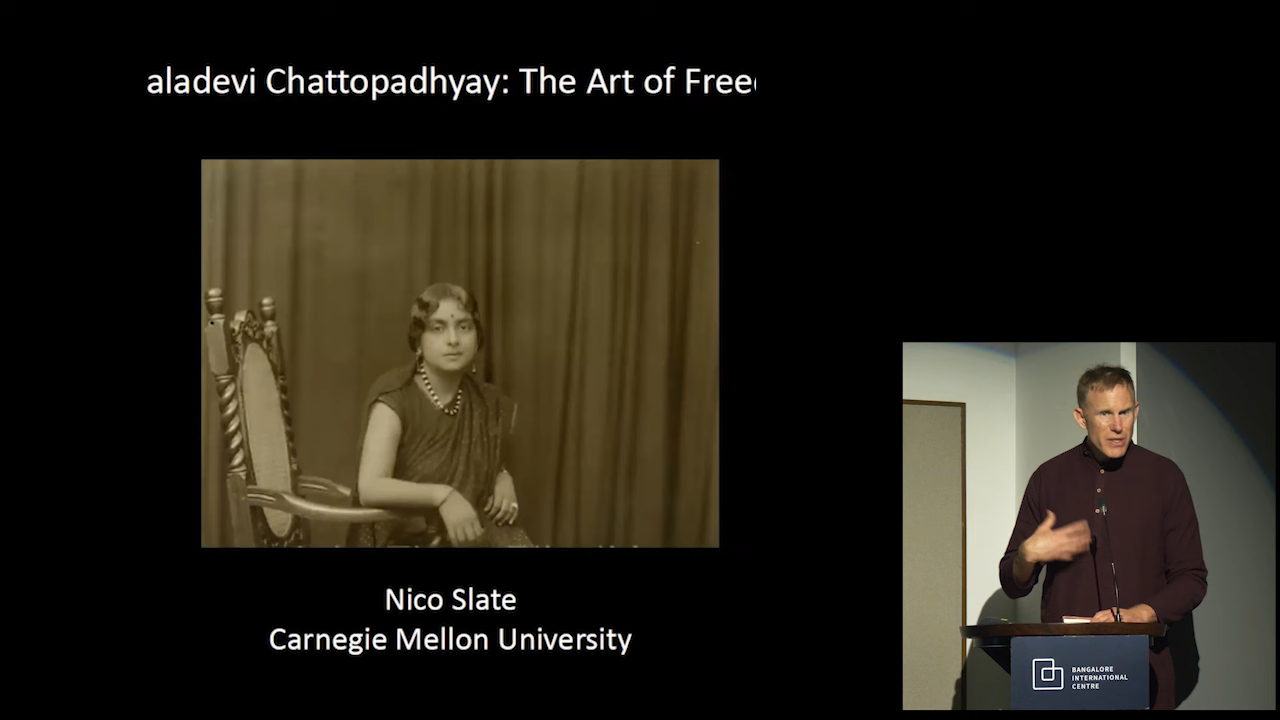 aladevi Chattopadhyay: The Art of Free
Nico Slate
Carnegie Mellon University
BANGALORE
INTERNATIONAL
CENTRE